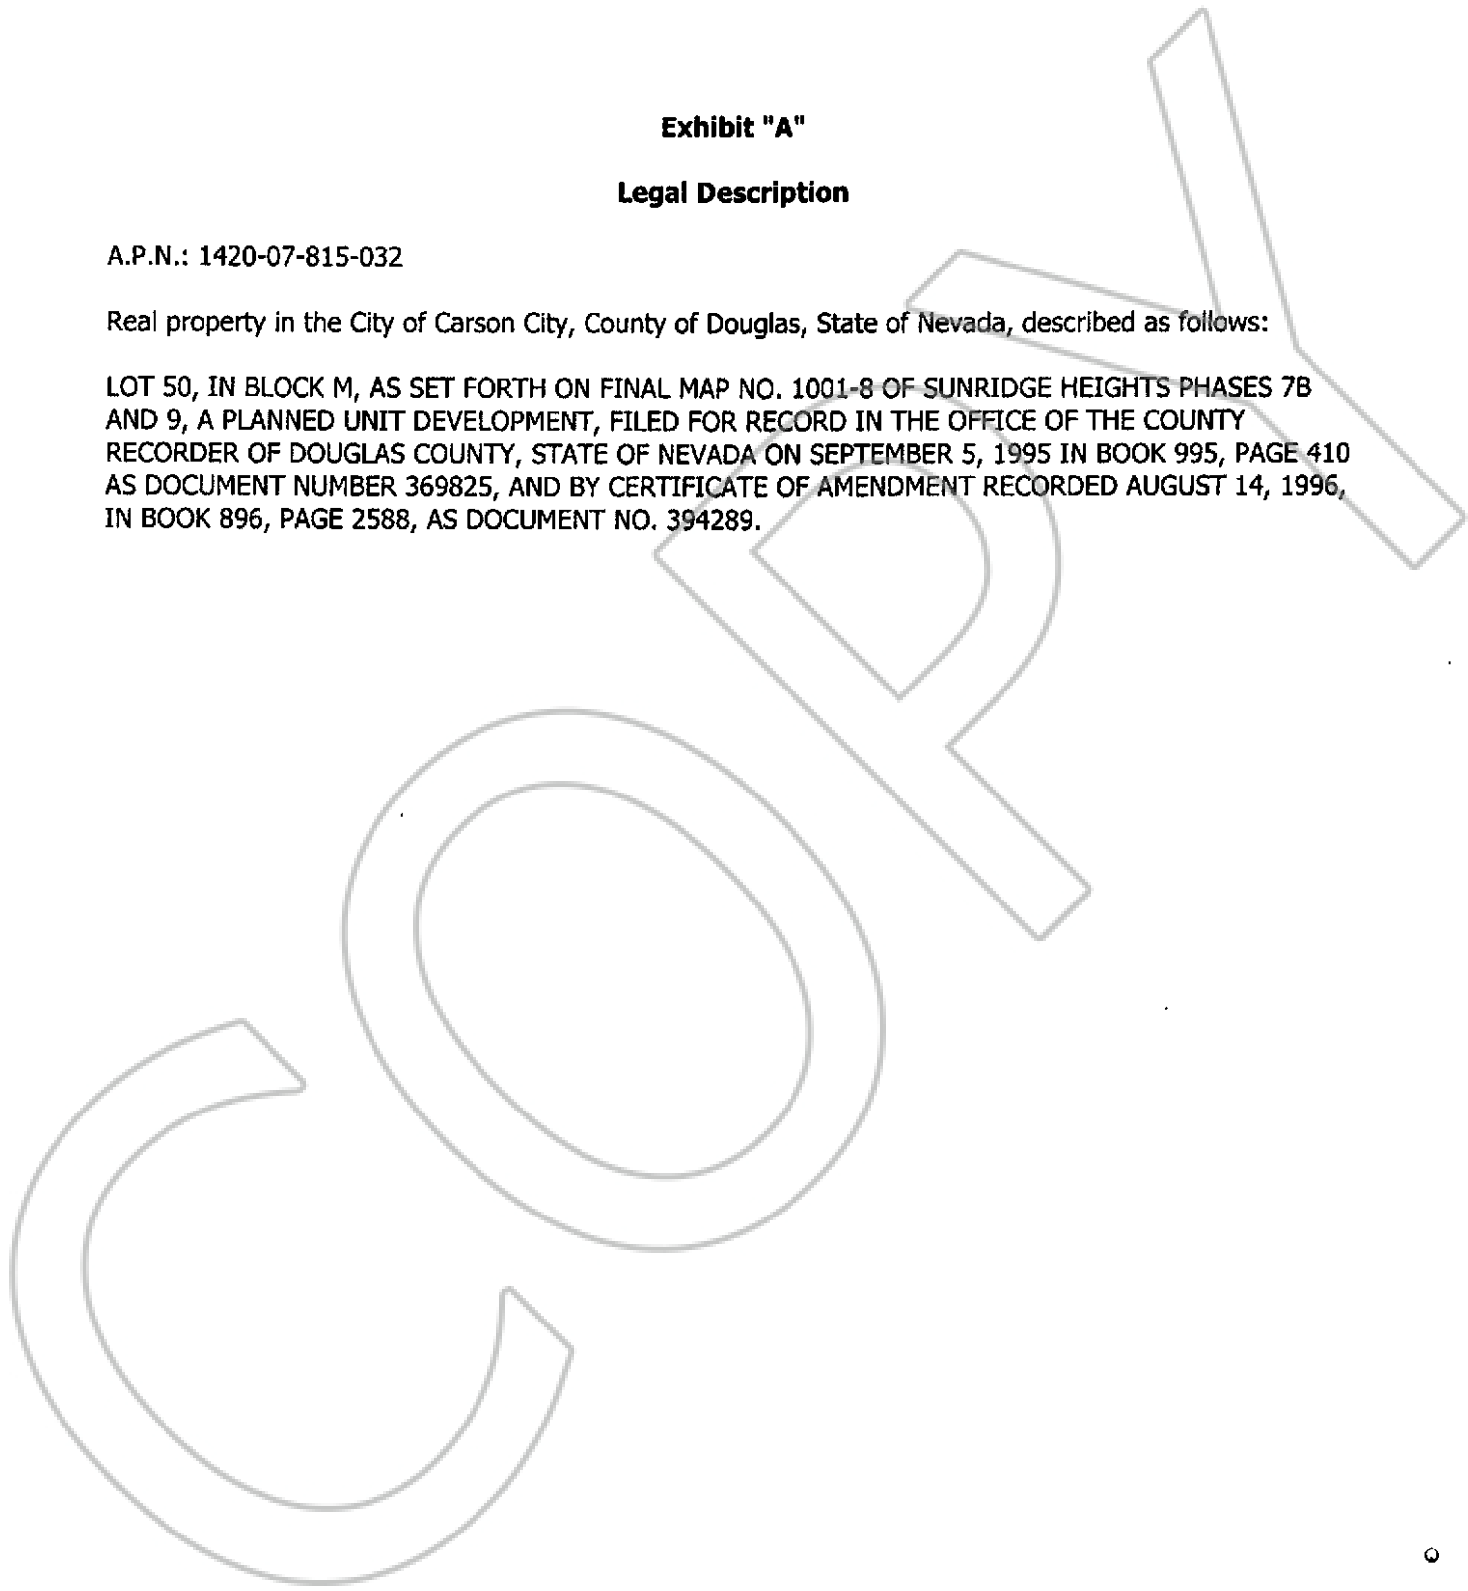 Exhibit "A"
Legal Description
A.P.N.: 1420-07-815-032
Real property in the City of Carson City, County of Douglas, State of Nevada, described as follows:
LOT 50, IN BLOCK M, AS SET FORTH ON FINAL MAP NO. 1001-8 OF SUNRIDGE HEIGHTS PHASES 7B
AND 9, A PLANNED UNIT DEVELOPMENT, FILED FOR RECORD IN THE OFFICE OF THE COUNTY
RECORDER OF DOUGLAS COUNTY, STATE OF NEVADA ON SEPTEMBER 5, 1995 IN BOOK 995, PAGE 410
AS DOCUMENT NUMBER 369825, AND BY CERTIFICATE OF AMENDMENT RECORDED AUGUST 14, 1996,
IN BOOK 896, PAGE 2588, AS DOCUMENT NO. 394289.
COPY